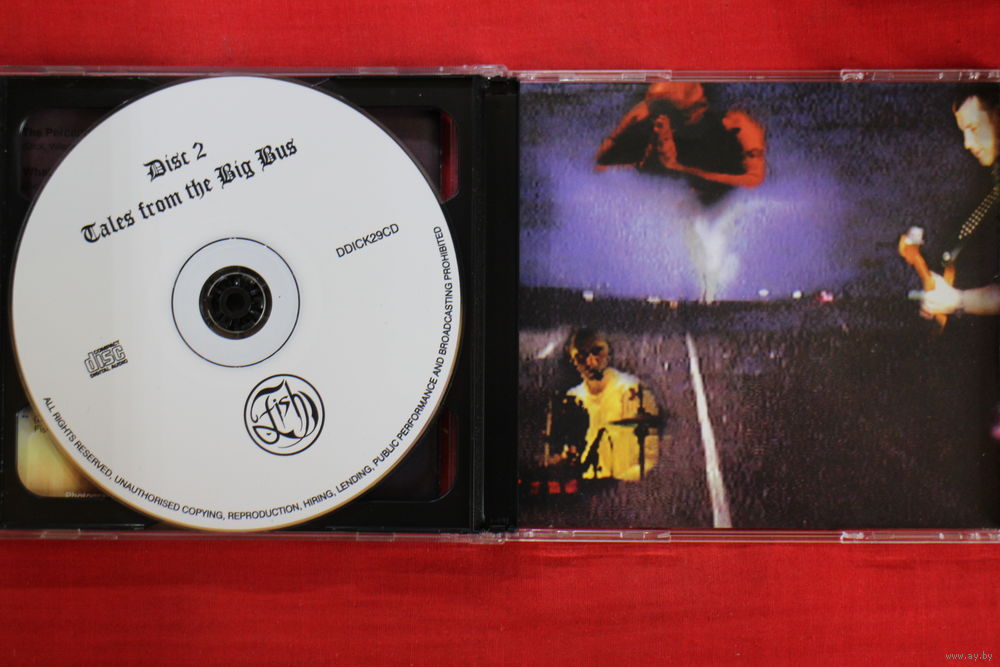 Disc 2
Tales from the Big Bus
DDICK29CD
COMPACT
disc
DIGITAL AUDIO
Fish
ALL RIGHTS RESERVED, UNAUTHORISED COPYING, REPRODUCTION, HIRING, LENDING, PUBLIC PERFORMANCE AND BROADCASTING PROHIBITED
www.ay.by